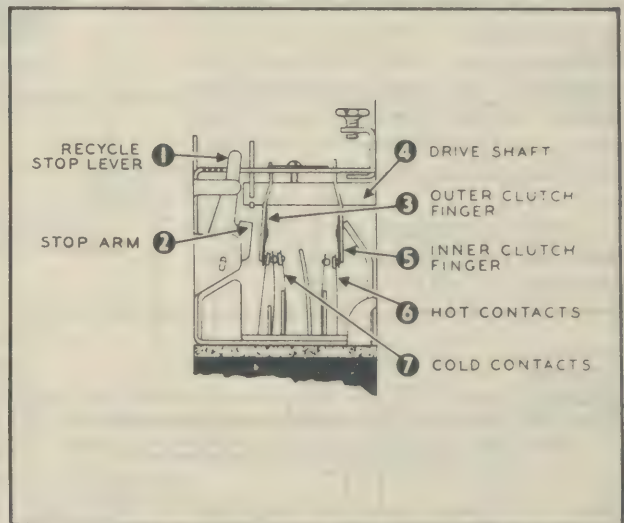 RECYCLE
STOP LEVER 1
STOP ARM 2
4 DRIVE SHAFT
3 OUTER CLUTCH
FINGER
5 INNER CLUTCH
FINGER
6 HOT CONTACTS
7 COLD CONTACTS